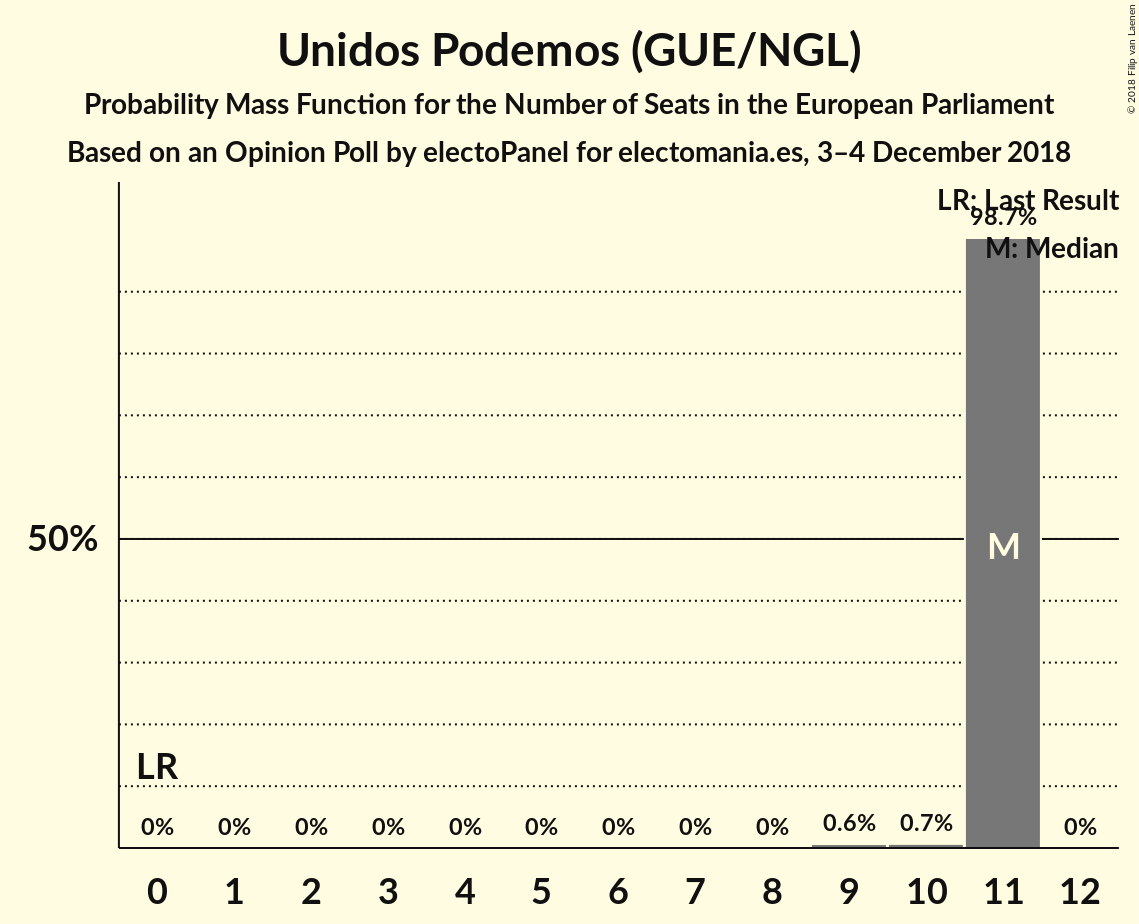 Unidos Podemos (GUE/NGL)
Probability Mass Function for the Number of Seats in the European Parliament
Based on an Opinion Poll by electoPanel for electomania.es, 3–4 December 2018
© 2018 Filip van Laenen
LR: Last Result
98.7%
M: Median
50%
M
LR
0% 0% 0% 0% 0% 0% 0% 0% 0% 0.6% 0.7% 0%
0 1 2 3 4 5 6 7 8 9 10 11 12